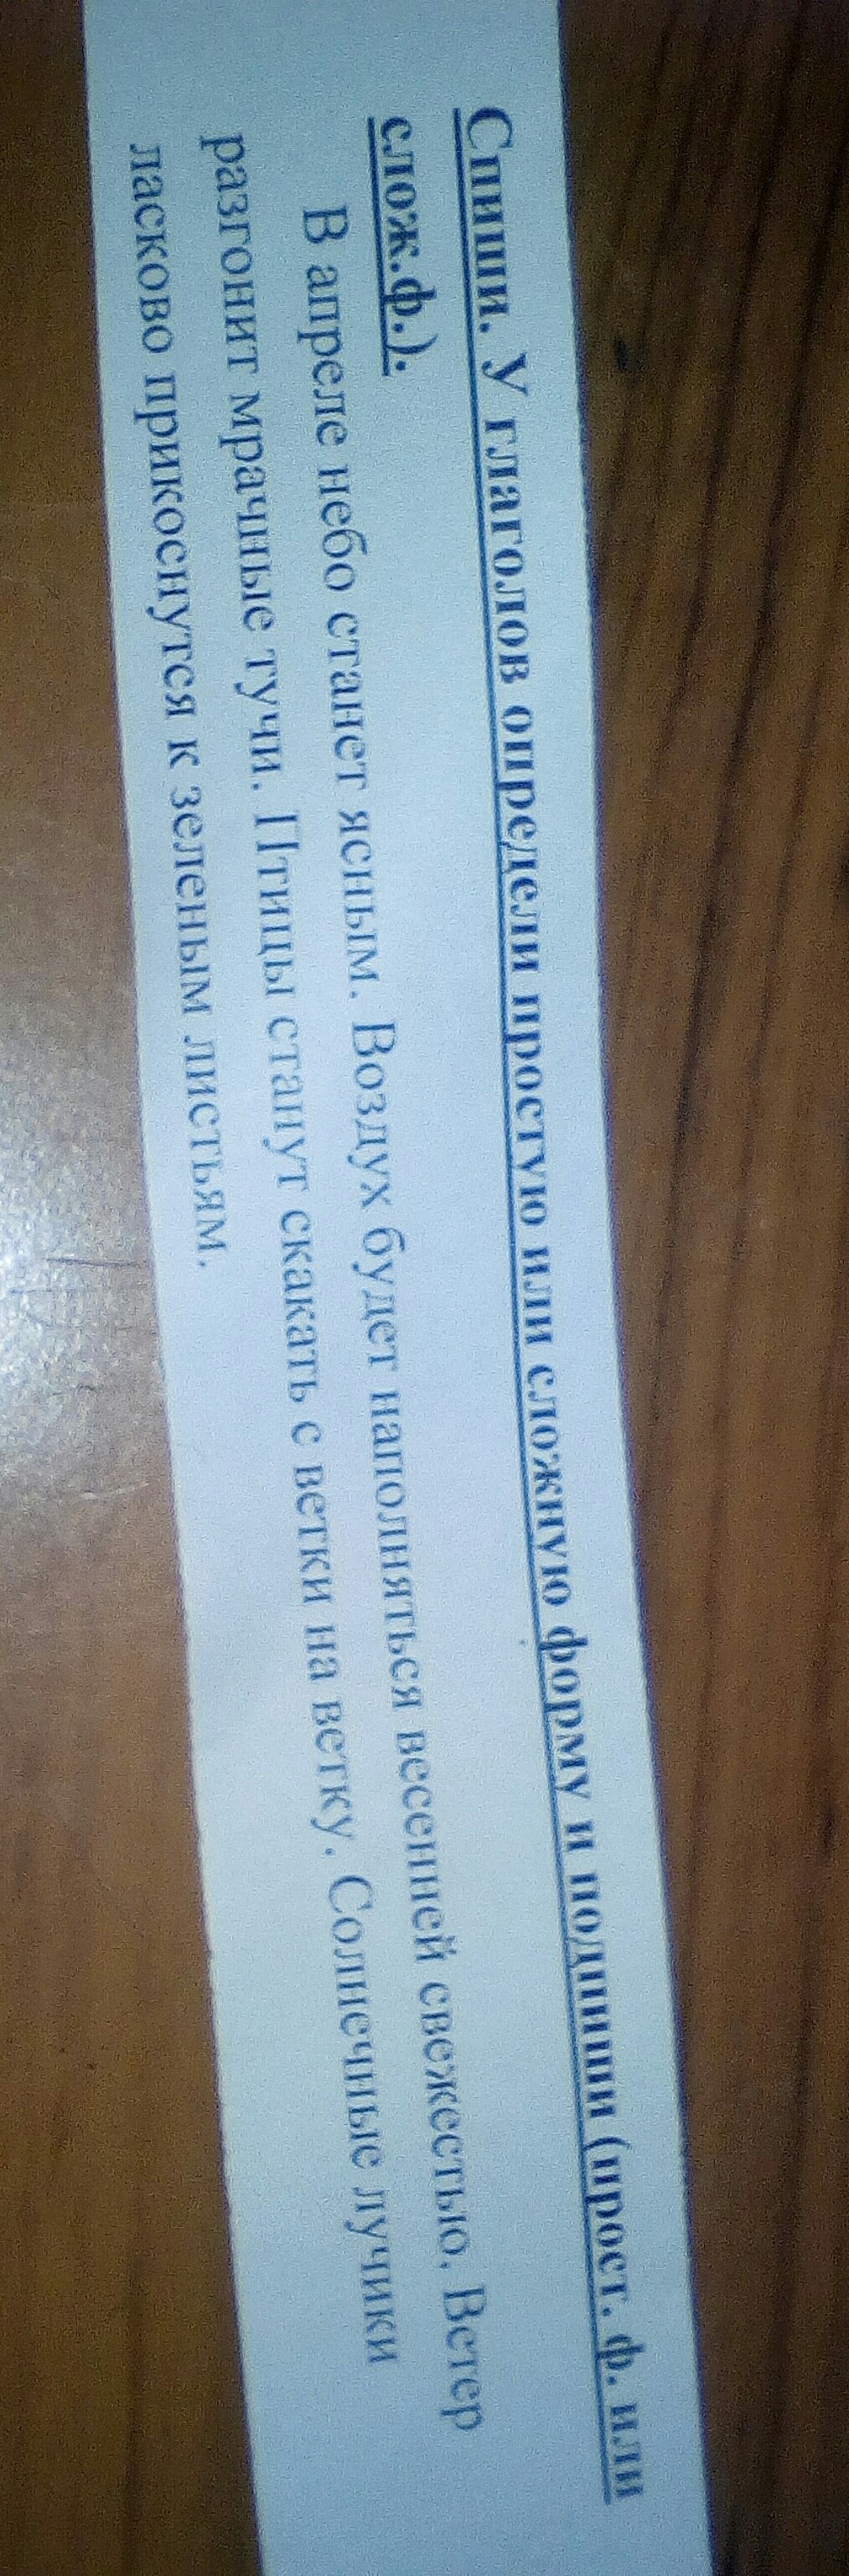 Спиши. У глаголов определи простую или сложную форму и подпиши (прост. ф. или
слож.ф.).
В апреле небо станет ясным. Воздух будет наполняться весенней свежестью. Ветер
разгонит мрачные тучи. Птицы станут скакать с ветки на ветку. Солнечные лучики
ласково прикоснутся к зеленым листьям.